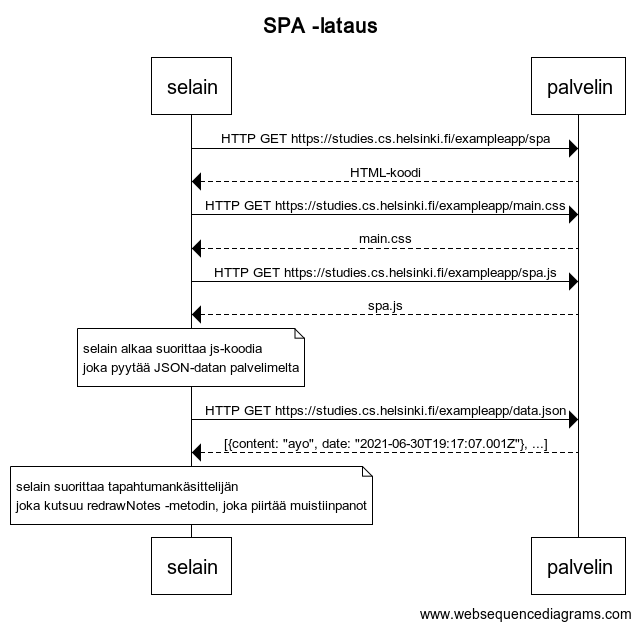 SPA -lataus
selain
palvelin
HTTP GET https://studies.cs.helsinki.fi/exampleapp/spa
HTML-koodi
HTTP GET https://studies.cs.helsinki.fi/exampleapp/main.css
main.css
HTTP GET https://studies.cs.helsinki.fi/exampleapp/spa.js
spa.js
selain alkaa suorittaa js-koodia
joka pyytää JSON-datan palvelimelta
HTTP GET https://studies.cs.helsinki.fi/exampleapp/data.json
[{content: "ayo", date: "2021-06-30T19:17:07.001Z"}, ...]
selain suorittaa tapahtumankäsittelijän
joka kutsuu redrawNotes -metodin, joka piirtää muistiinpanot
selain
palvelin
www.websequencediagrams.com